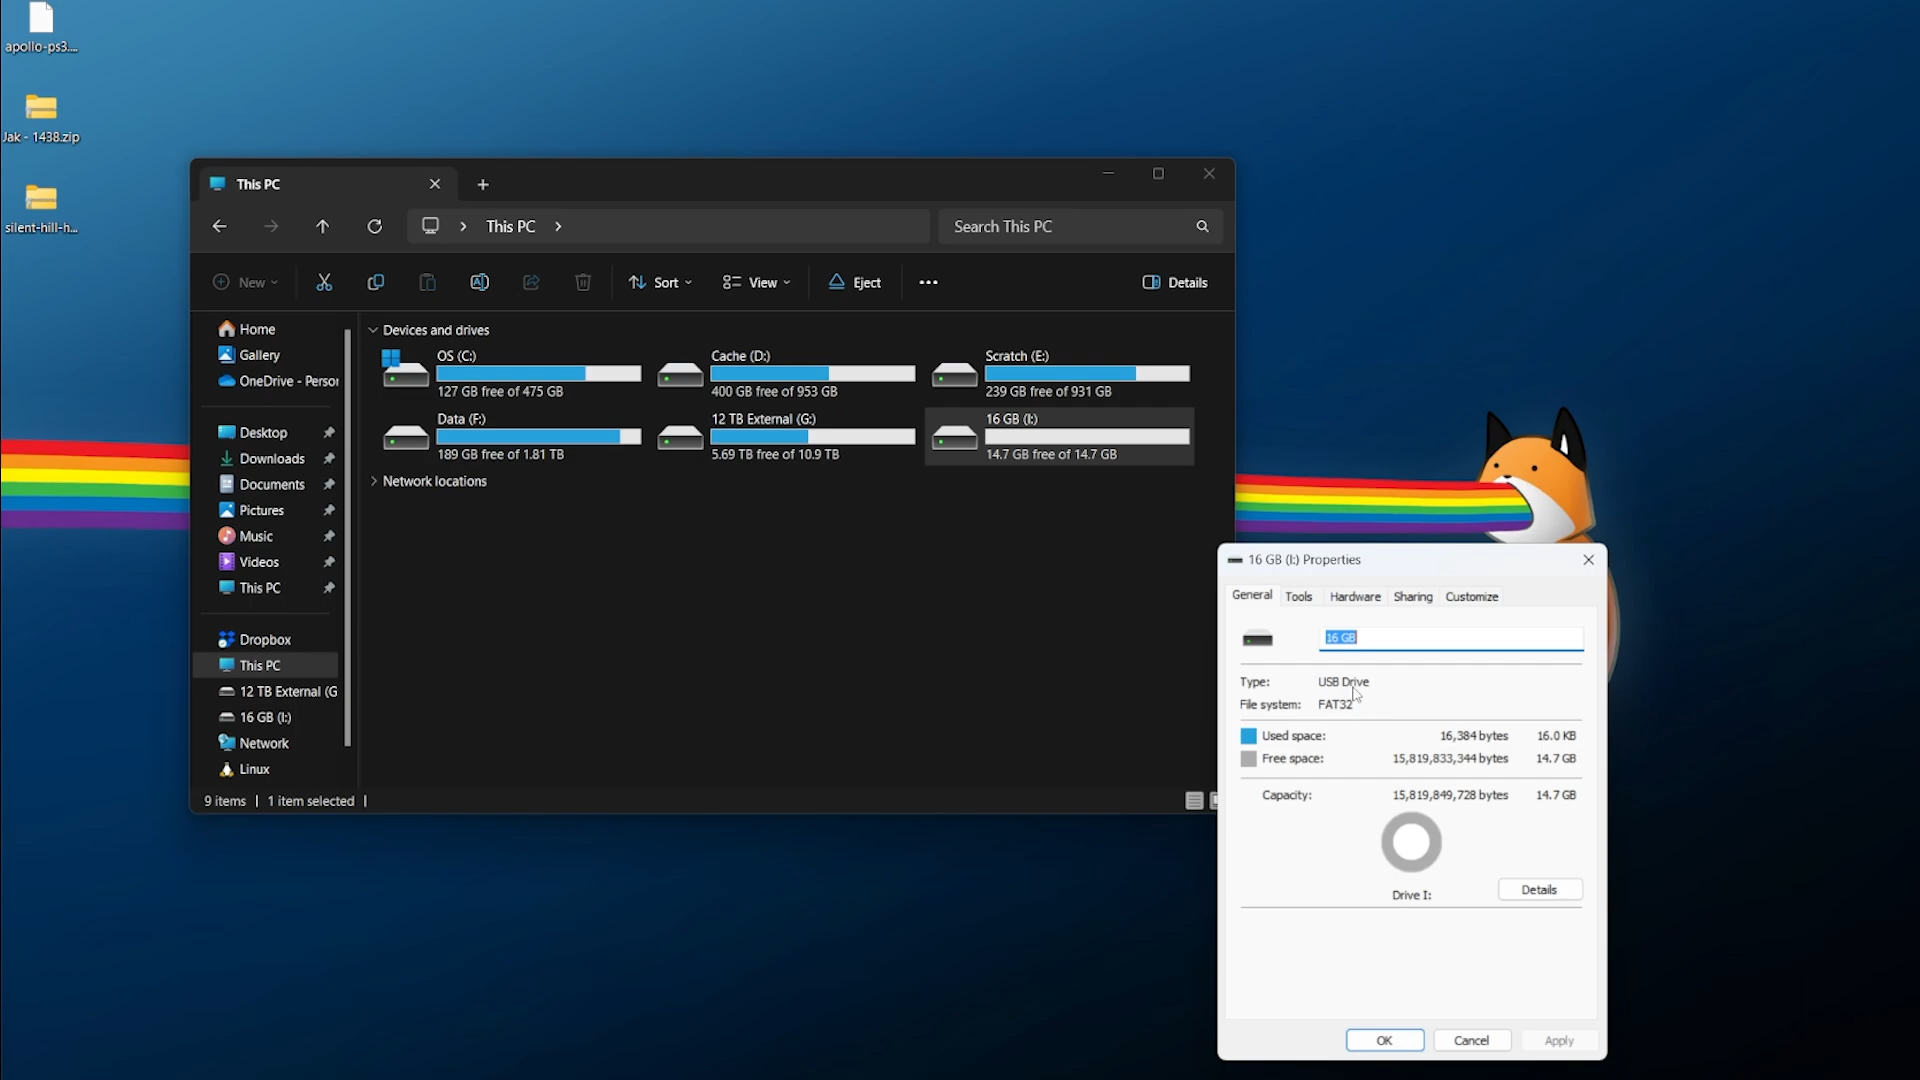 apollo-ps3....
Jak - 1438.zip
silent-hill-h...
This PC
This PC
Search This PC
New
Sort
View
Eject
Details
Home
Gallery
OneDrive - Person
Desktop
Downloads
Documents
Pictures
Music
Videos
This PC
Dropbox
This PC
12 TB External (G
16 GB (I:)
Network
Linux
Devices and drives
OS (C:)
127 GB free of 475 GB
Cache (D:)
400 GB free of 953 GB
Scratch (E:)
239 GB free of 931 GB
Data (F:)
189 GB free of 1.81 TB
12 TB External (G:)
5.69 TB free of 10.9 TB
16 GB (I:)
14.7 GB free of 14.7 GB
Network locations
9 items
1 item selected
16 GB (I:) Properties
General Tools Hardware Sharing Customize
16 GB
Type: USB Drive
File system: FAT32
Used space: 16,384 bytes 16.0 KB
Free space: 15,819,833,344 bytes 14.7 GB
Capacity: 15,819,849,728 bytes 14.7 GB
Drive I:
Details
OK Cancel Apply